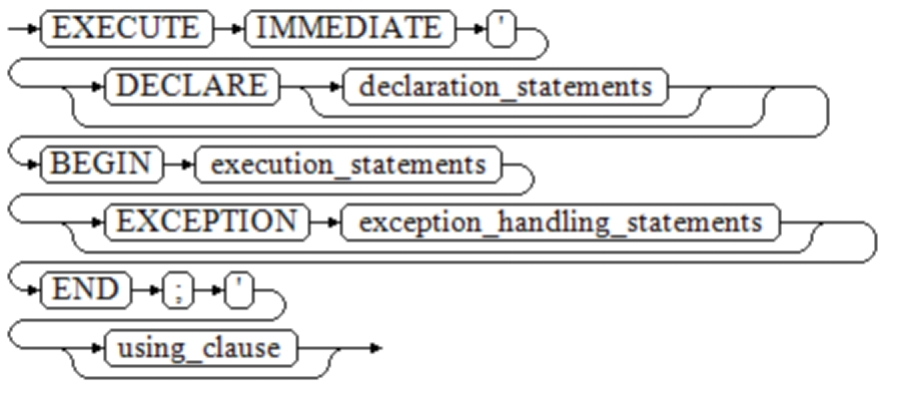 EXECUTE IMMEDIATE '
DECLARE declaration_statements
BEGIN execution_statements
EXCEPTION exception_handling_statements
END ; '
using_clause